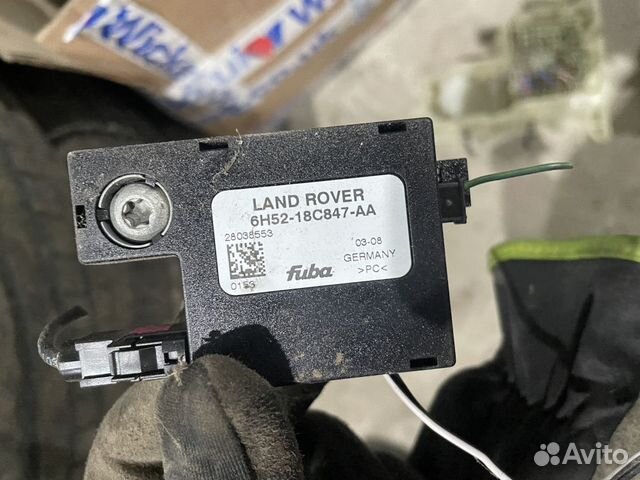 LAND ROVER
6H52-18C847-AA
28038553
03-08
GERMANY
0153
fuba
>PC<
Avito